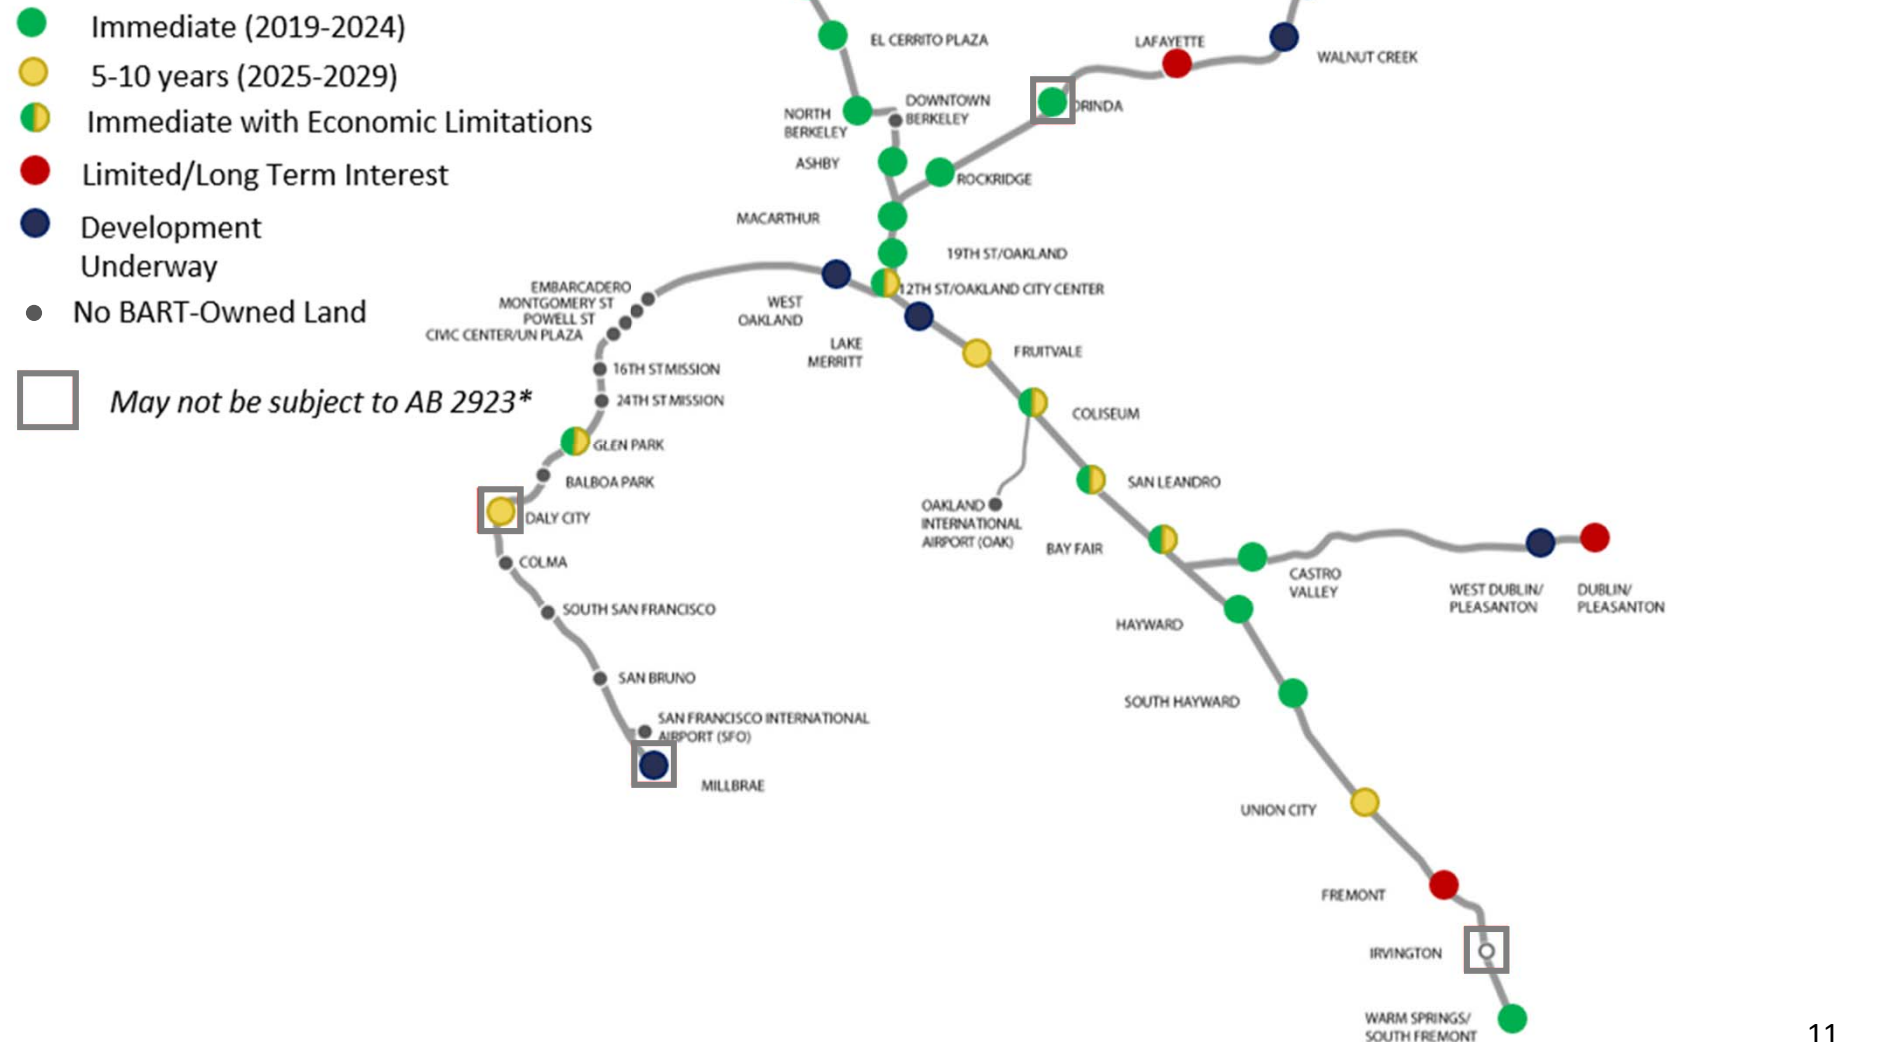 Immediate (2019-2024)
5-10 years (2025-2029)
Immediate with Economic Limitations
Limited/Long Term Interest
Development
Underway
No BART-Owned Land
May not be subject to AB 2923*
EL CERRITO PLAZA
LAFAYETTE
WALNUT CREEK
NORTH
BERKELEY
DOWNTOWN
BERKELEY
ORINDA
ASHBY
ROCKRIDGE
MACARTHUR
19TH ST/OAKLAND
12TH ST/OAKLAND CITY CENTER
WEST
OAKLAND
LAKE
MERRITT
EMBARCADERO
MONTGOMERY ST
POWELL ST
CIVIC CENTER/UN PLAZA
16TH ST MISSION
24TH ST MISSION
GLEN PARK
BALBOA PARK
DALY CITY
COLMA
SOUTH SAN FRANCISCO
SAN BRUNO
SAN FRANCISCO INTERNATIONAL
AIRPORT (SFO)
MILLBRAE
FRUITVALE
COLISEUM
OAKLAND
INTERNATIONAL
AIRPORT (OAK)
SAN LEANDRO
BAY FAIR
CASTRO
VALLEY
WEST DUBLIN/
PLEASANTON
DUBLIN/
PLEASANTON
HAYWARD
SOUTH HAYWARD
UNION CITY
FREMONT
IRVINGTON
WARM SPRINGS/
SOUTH FREMONT
11